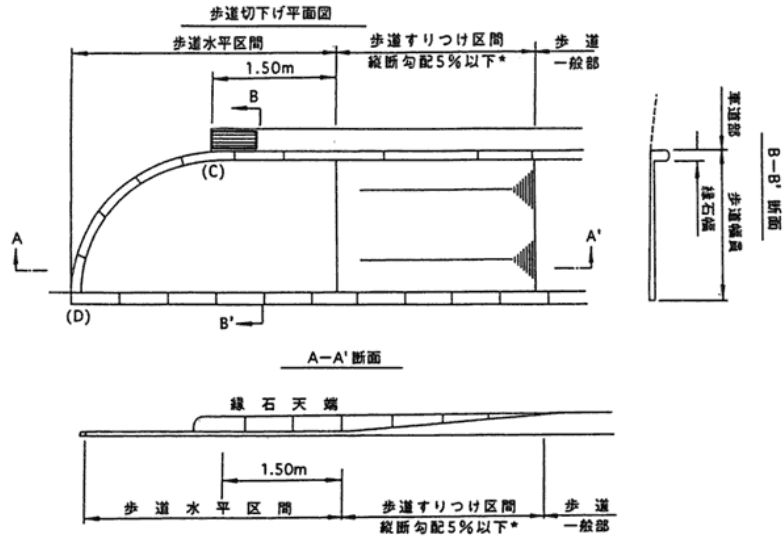 歩道切下げ平面図
歩道水平区間
歩道すりつけ区間
縦断勾配5%以下*
歩道
一般部
1.50m
B
(C)
A
A'
(D)
B'
車道部
縁石幅
歩道幅員
B-B' 断面
A-A' 断面
縁石天端
1.50m
歩道水平区間
歩道すりつけ区間
縦断勾配5%以下*
歩道
一般部